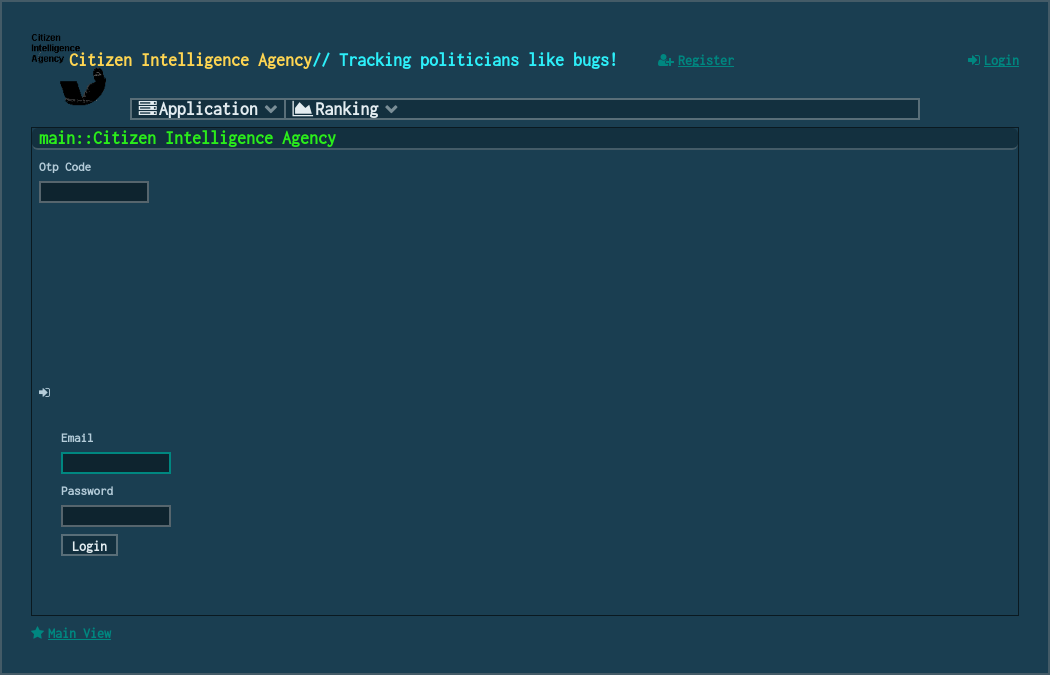 Citizen
Intelligence
Agency
Citizen Intelligence Agency// Tracking politicians like bugs!
Register
Login
Application
Ranking
main::Citizen Intelligence Agency
Otp Code
Email
Password
Login
Main View